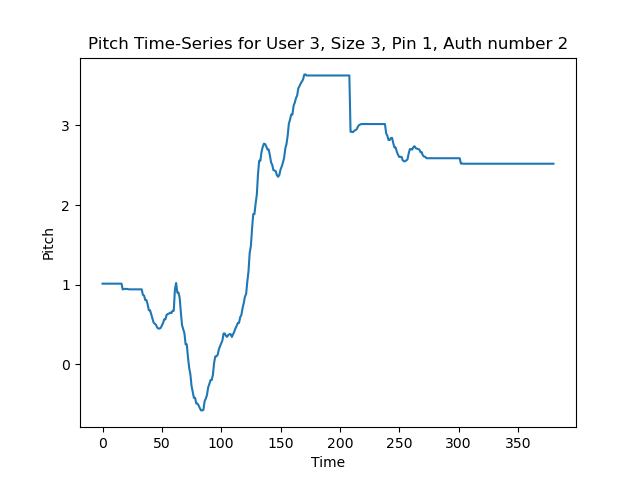 Pitch Time-Series for User 3, Size 3, Pin 1, Auth number 2
3
2
1
0
Pitch
0 50 100 150 200 250 300 350
Time